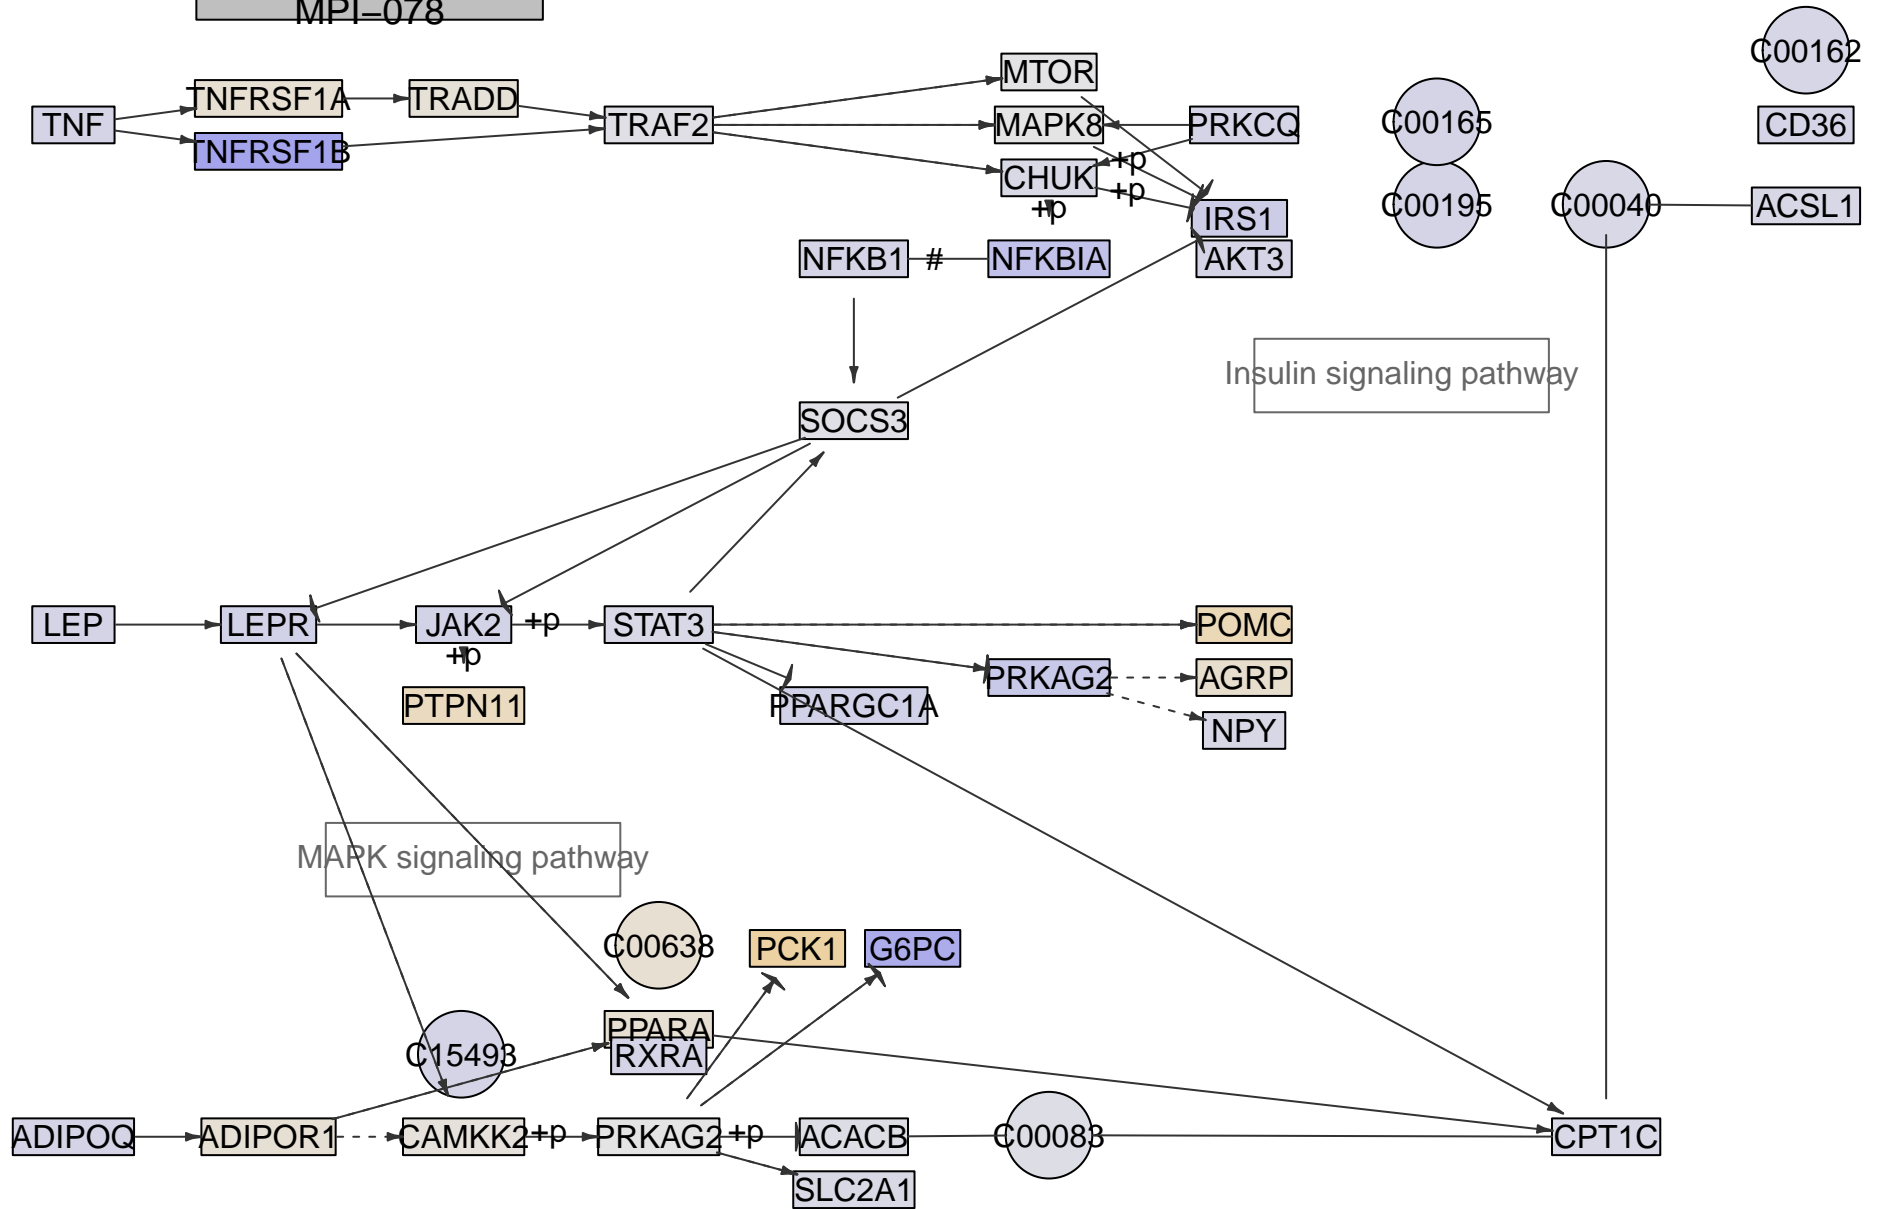 MPI−078
C00162
MTOR
TNFRSF1A
TRADD
C00165
TNF
TRAF2
MAPK8
PRKCQ
CD36
TNFRSF1B
+p
CHUK
+p
+p
IRS1
C00195
C00040
ACSL1
NFKB1
#
NFKBIA
AKT3
Insulin signaling pathway
SOCS3
LEP
LEPR
JAK2
+p
STAT3
POMC
+p
PRKAG2
AGRP
PTPN11
PPARGC1A
NPY
MAPK signaling pathway
C00638
PCK1
G6PC
PPARA
C15493
RXRA
ADIPOQ
ADIPOR1
CAMKK2
+p
PRKAG2
+p
ACACB
C00083
CPT1C
SLC2A1